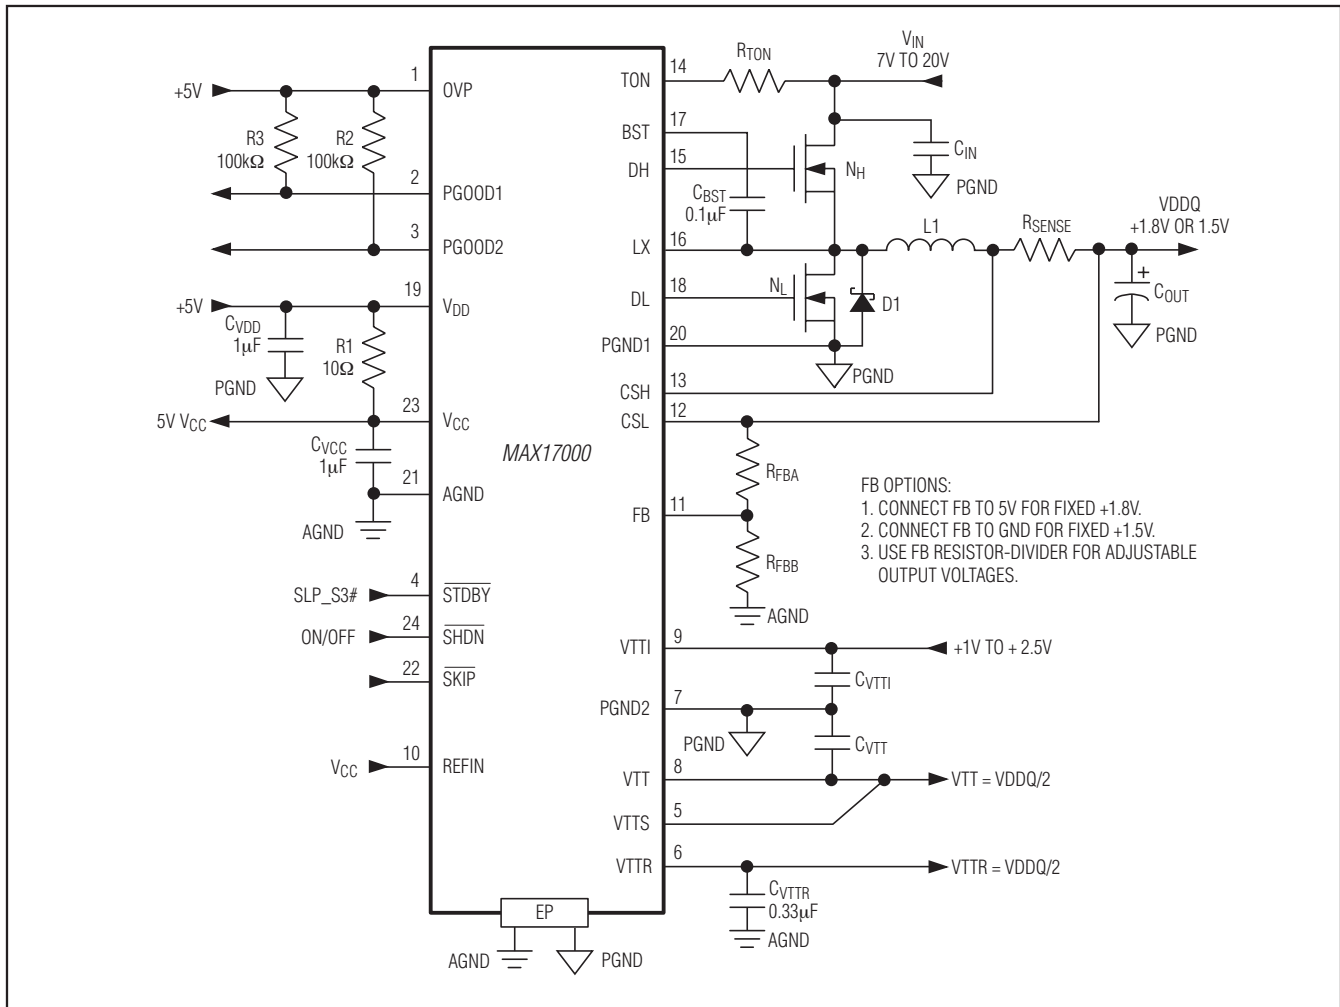 1
+5V
OVP
R3
100kΩ
R2
100kΩ
2
PGOOD1
3
PGOOD2
19
+5V
VDD
CVDD
1µF
R1
10Ω
PGND
23
5V VCC
VCC
CVCC
1µF
21
AGND
AGND
4
SLP_S3#
STDBY
24
ON/OFF
SHDN
22
SKIP
10
VCC
REFIN
MAX17000
EP
AGND
PGND
TON
14
RTON
VIN
7V TO 20V
BST
17
DH
15
NH
CIN
PGND
CBST
0.1µF
LX
16
L1
RSENSE
VDDQ
+1.8V OR 1.5V
DL
18
NL
D1
COUT
PGND
PGND1
20
PGND
CSH
13
CSL
12
RFBA
FB
11
RFBB
AGND
FB OPTIONS:
1. CONNECT FB TO 5V FOR FIXED +1.8V.
2. CONNECT FB TO GND FOR FIXED +1.5V.
3. USE FB RESISTOR-DIVIDER FOR ADJUSTABLE
OUTPUT VOLTAGES.
VTTI
9
+1V TO + 2.5V
CVTTI
PGND2
7
PGND
CVTT
VTT
8
VTT = VDDQ/2
VTTS
5
VTTR
6
VTTR = VDDQ/2
CVTTR
0.33µF
AGND